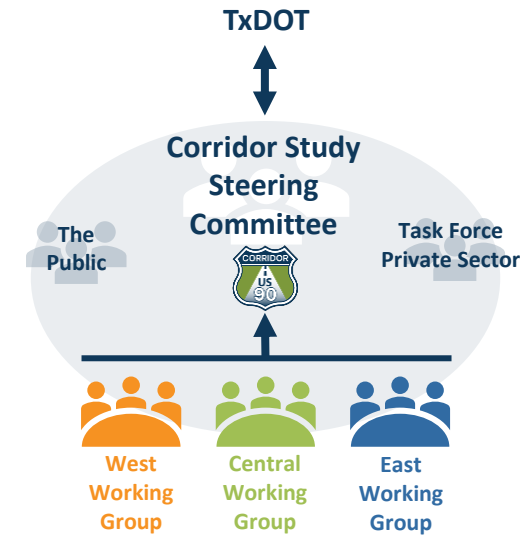 TxDOT
Corridor Study
Steering
Committee
The
Public
Task Force
Private Sector
CORRIDOR
US
90
West
Working
Group
Central
Working
Group
East
Working
Group